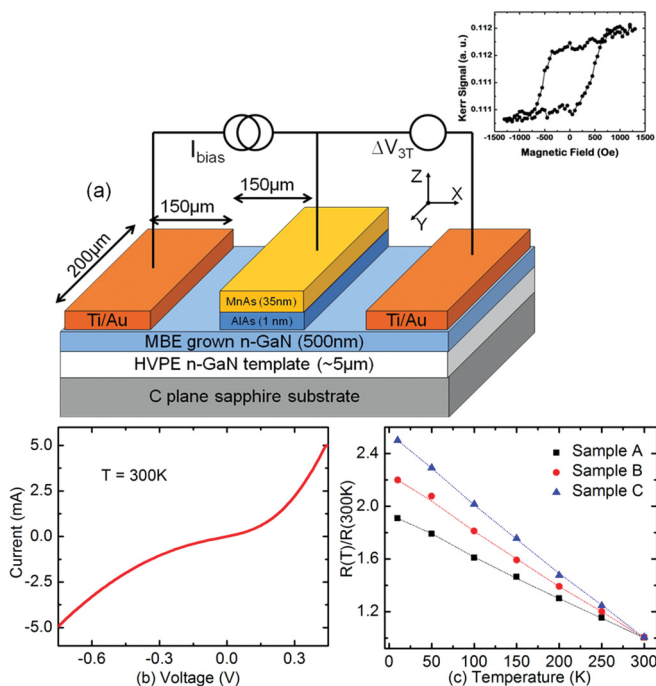 0.112
0.112
0.111
0.111
-1500 -1000 -500 0 500 1000 1500
Kerr Signal (a. u.)
Magnetic Field (Oe)
I bias
ΔV3T
(a)
150µm
150µm
200µm
Z
X
Y
MnAs (35nm)
AlAs (1 nm)
Ti/Au
Ti/Au
MBE grown n-GaN (500nm)
HVPE n-GaN template (~5µm)
C plane sapphire substrate
5.0
2.5
0.0
-2.5
-5.0
Current (mA)
T = 300K
-0.6 -0.3 0.0 0.3
(b) Voltage (V)
2.4
2.0
1.6
1.2
R(T)/R(300K)
Sample A
Sample B
Sample C
0 50 100 150 200 250 300
(c) Temperature (K)